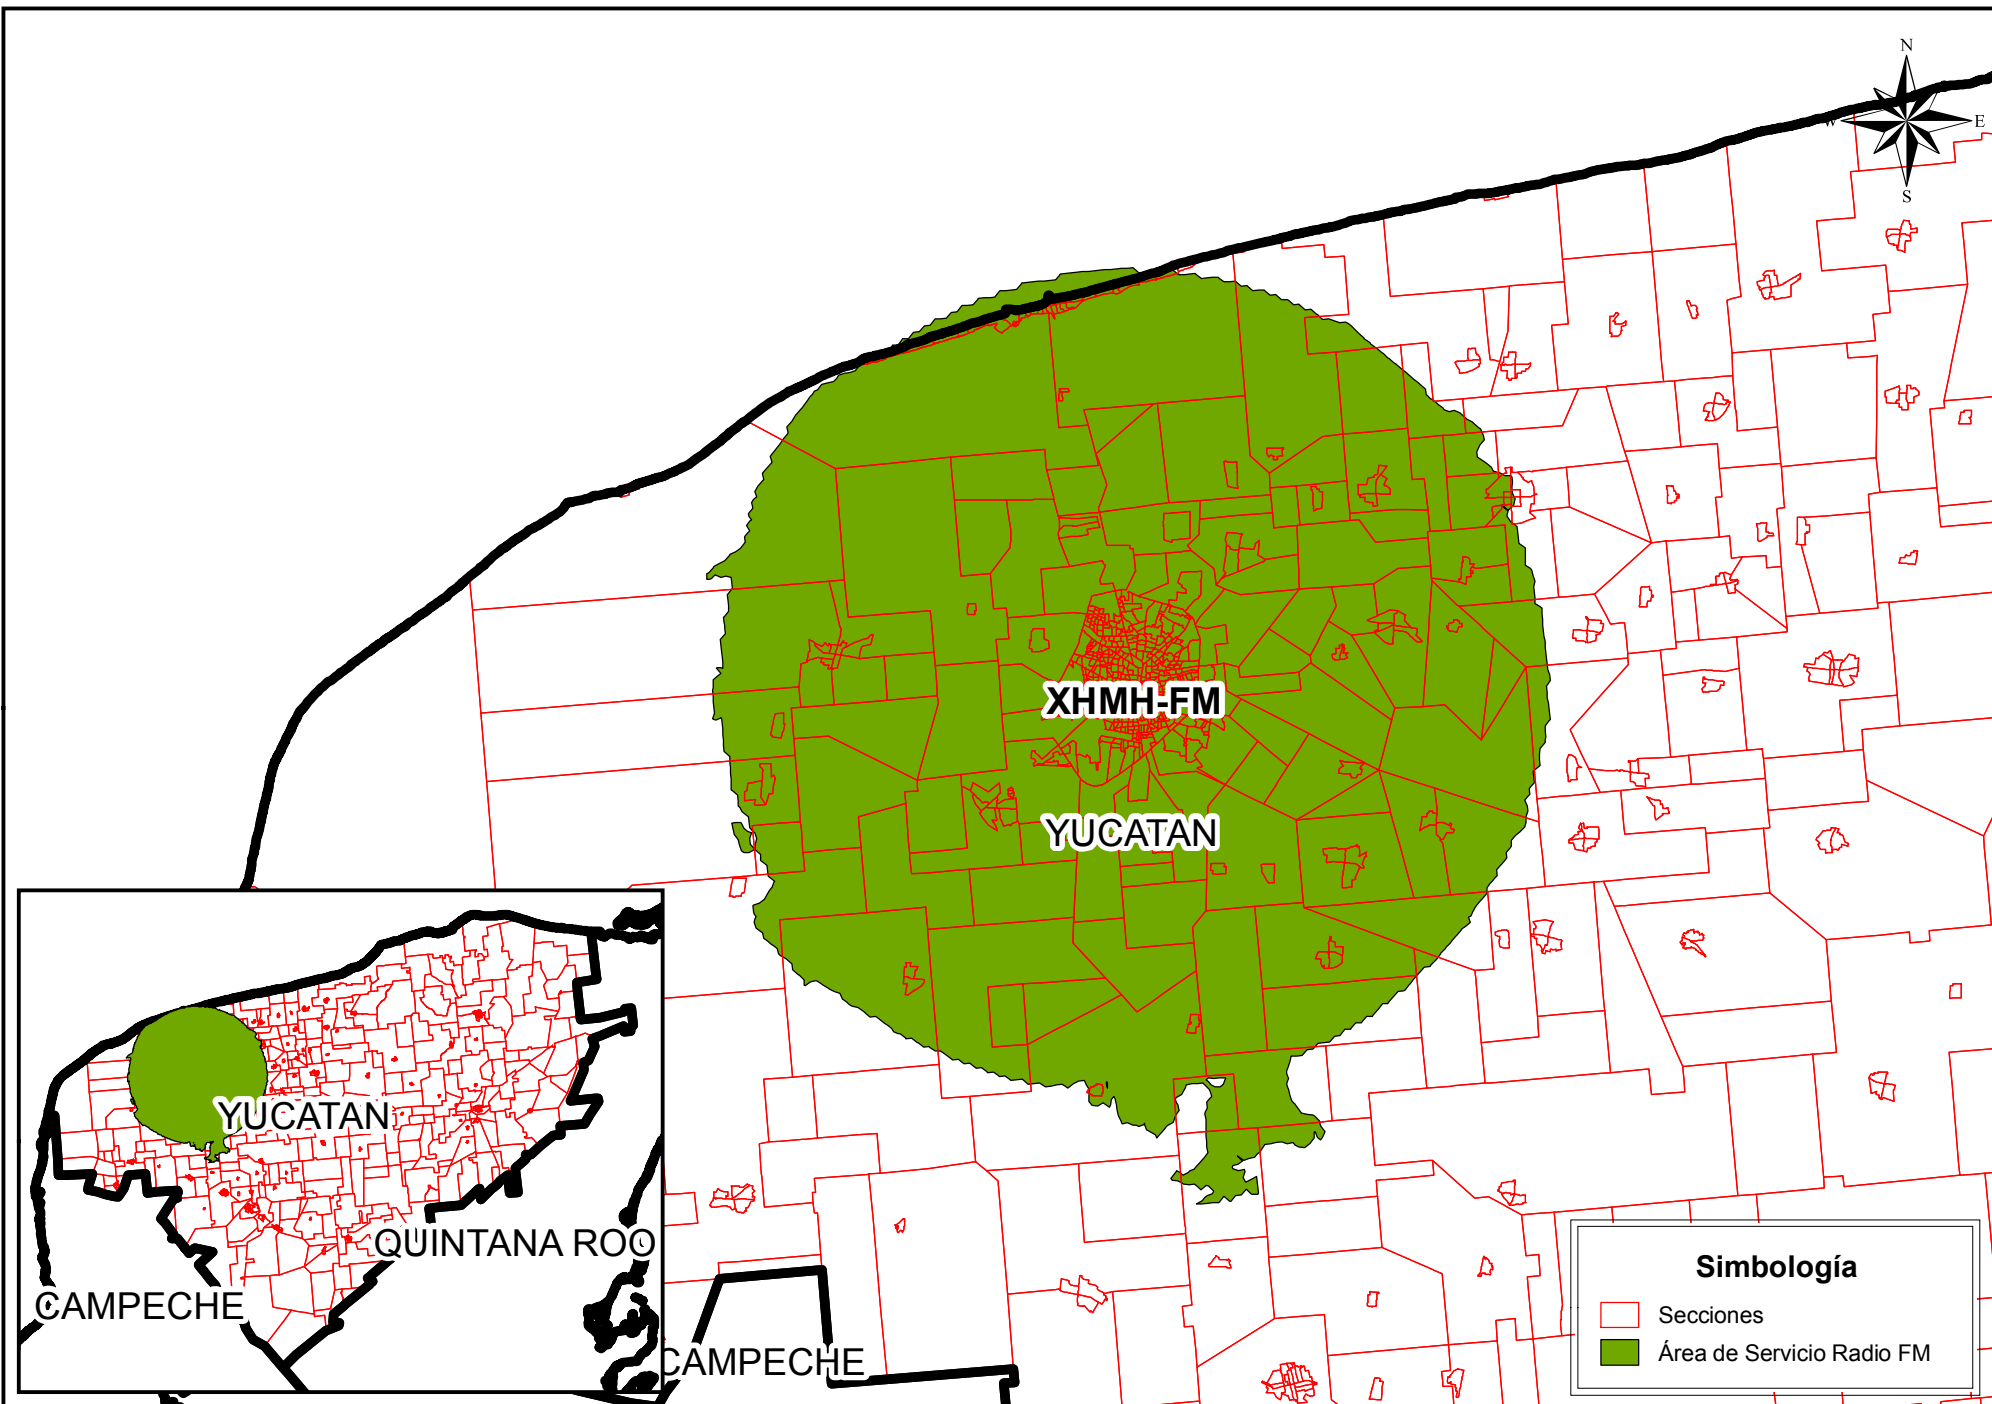 N
W
E
S
XHMH-FM
YUCATAN
YUCATAN
QUINTANA ROO
CAMPECHE
CAMPECHE
Simbología
Secciones
Área de Servicio Radio FM